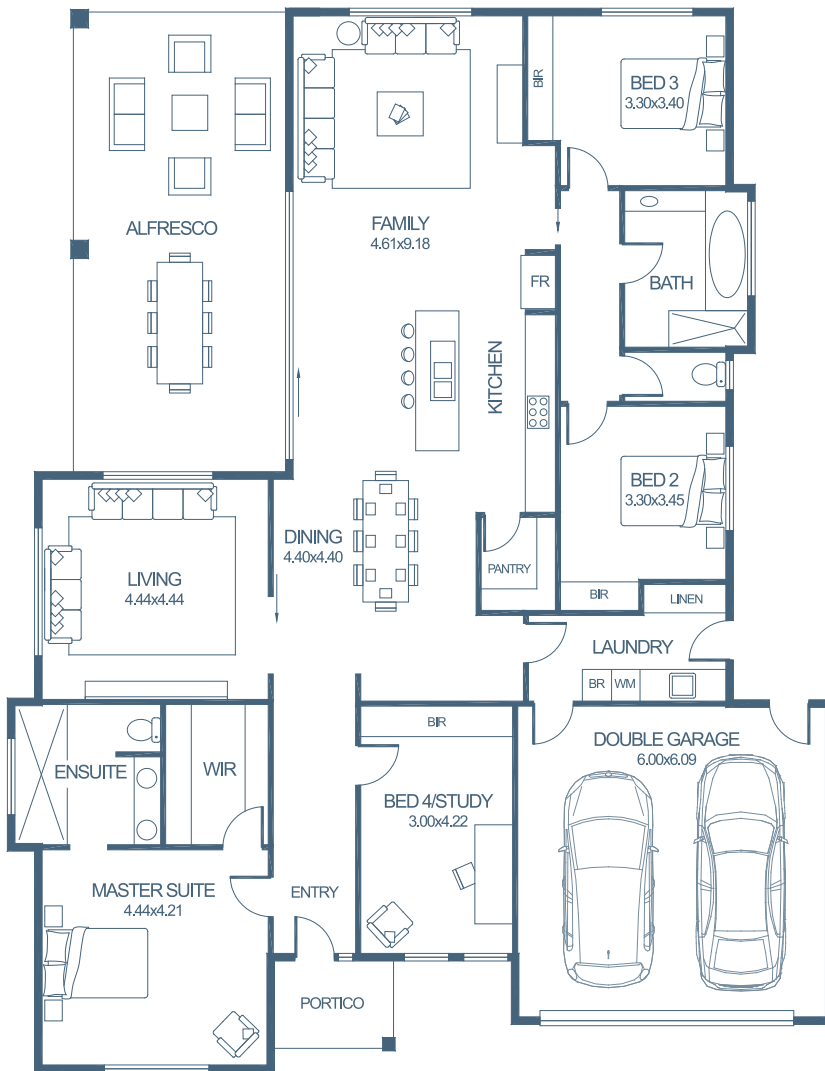 BIR
BED 3
3.30x3.40
ALFRESCO
FAMILY
4.61x9.18
BATH
FR
KITCHEN
BED 2
3.30x3.45
DINING
4.40x4.40
PANTRY
LIVING
4.44x4.44
BIR
LINEN
LAUNDRY
BR
WM
BIR
DOUBLE GARAGE
6.00x6.09
ENSUITE
WIR
BED 4/STUDY
3.00x4.22
MASTER SUITE
4.44x4.21
ENTRY
PORTICO